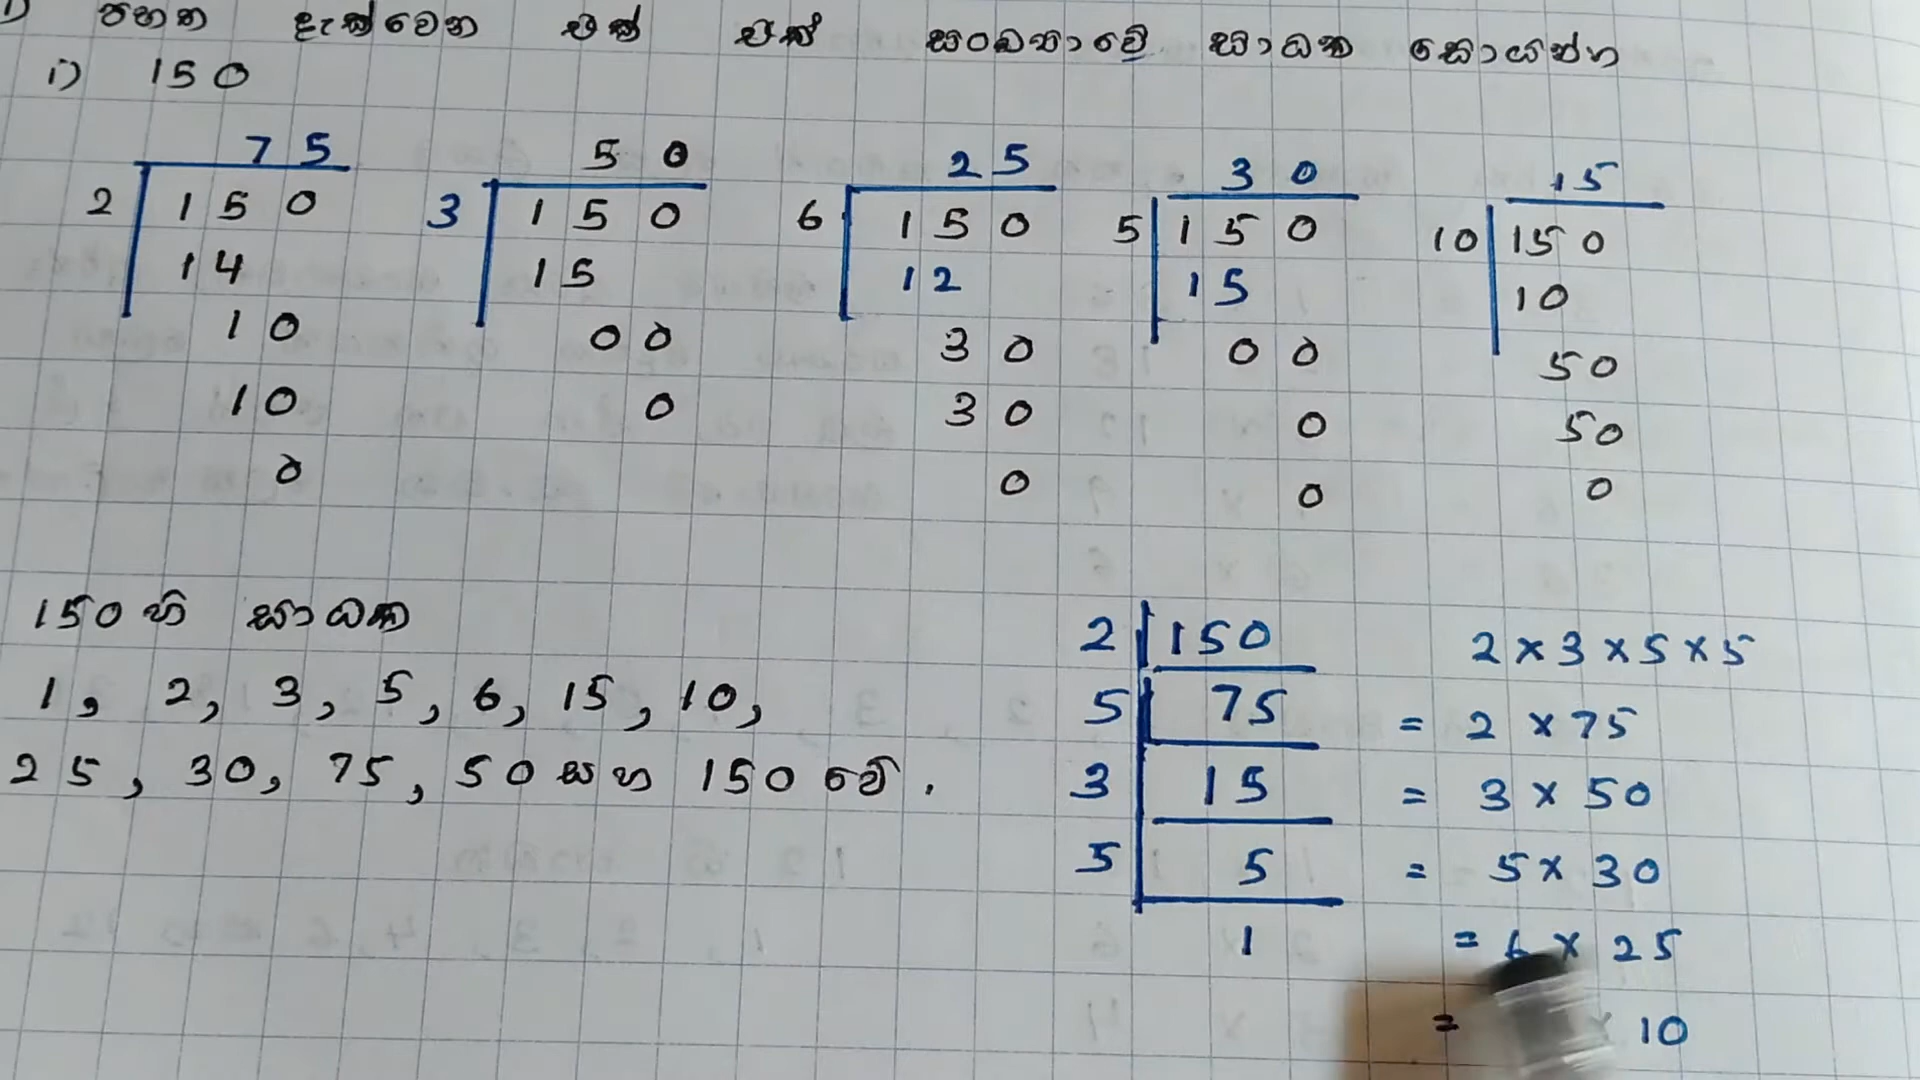 1) පහත දැක්වෙන එක් එක් සංඛ්‍යාවේ සාධක සොයන්න
i) 150
75 50 25 30 15
2 150 3 150 6 150 5 150 10 150
14 15 12 15 10
10 00 30 00 50
10 0 30 0 50
0 0 0 0
150හි සාධක
1, 2, 3, 5, 6, 15, 10,
25, 30, 75, 50 සහ 150 වේ.
2 150 2 × 3 × 5 × 5
5 75 = 2 × 75
3 15 = 3 × 50
5 5 = 5 × 30
1 = 6 × 25
= × 10